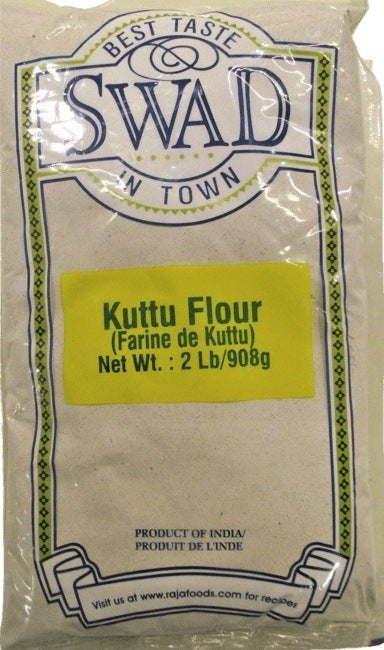 BEST TASTE
SWAD
IN TOWN
Kuttu Flour
(Farine de Kuttu)
Net Wt. : 2 Lb/908g
PRODUCT OF INDIA/
PRODUIT DE L'INDE
Visit us at www.rajafoods.com for recipes